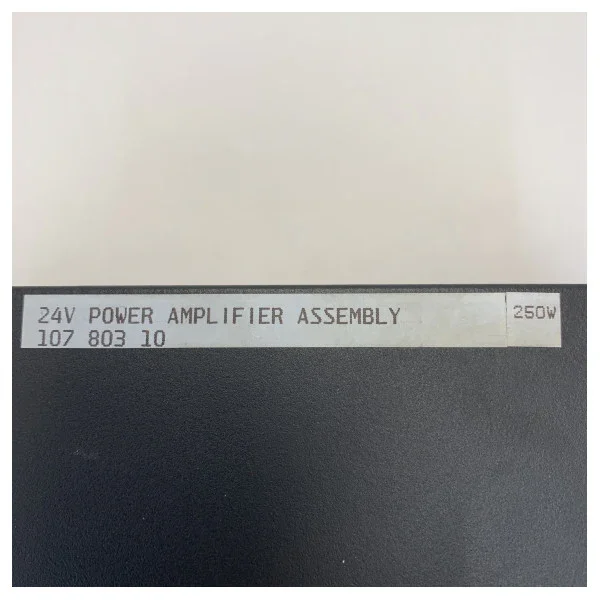 24V POWER AMPLIFIER ASSEMBLY
107 803 10
250W